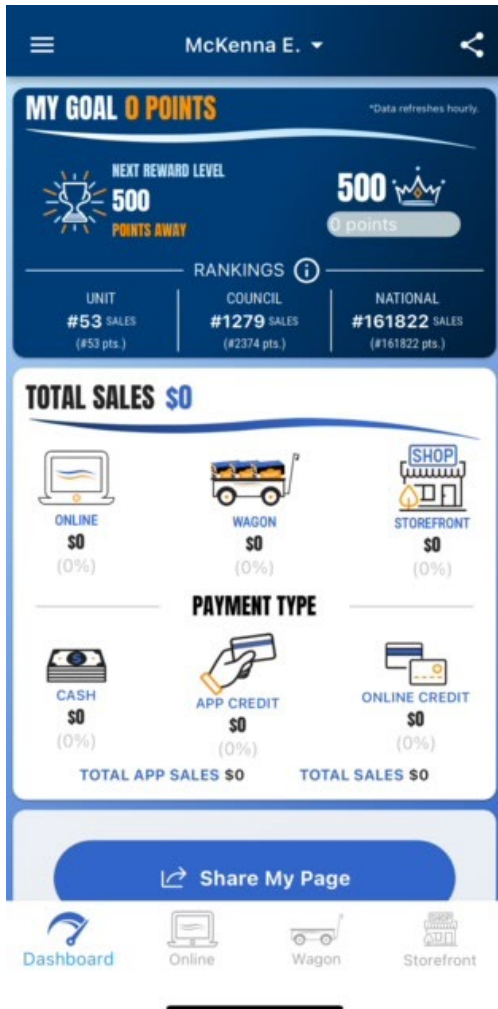 McKenna E.
MY GOAL 0 POINTS
*Data refreshes hourly.
NEXT REWARD LEVEL
500
POINTS AWAY
500
0 points
RANKINGS
UNIT
#53 SALES
(#53 pts.)
COUNCIL
#1279 SALES
(#2374 pts.)
NATIONAL
#161822 SALES
(#161822 pts.)
TOTAL SALES $0
ONLINE
$0
(0%)
WAGON
$0
(0%)
SHOP
STOREFRONT
$0
(0%)
PAYMENT TYPE
CASH
$0
(0%)
APP CREDIT
$0
(0%)
ONLINE CREDIT
$0
(0%)
TOTAL APP SALES $0
TOTAL SALES $0
Share My Page
Dashboard
Online
Wagon
SHOP
Storefront